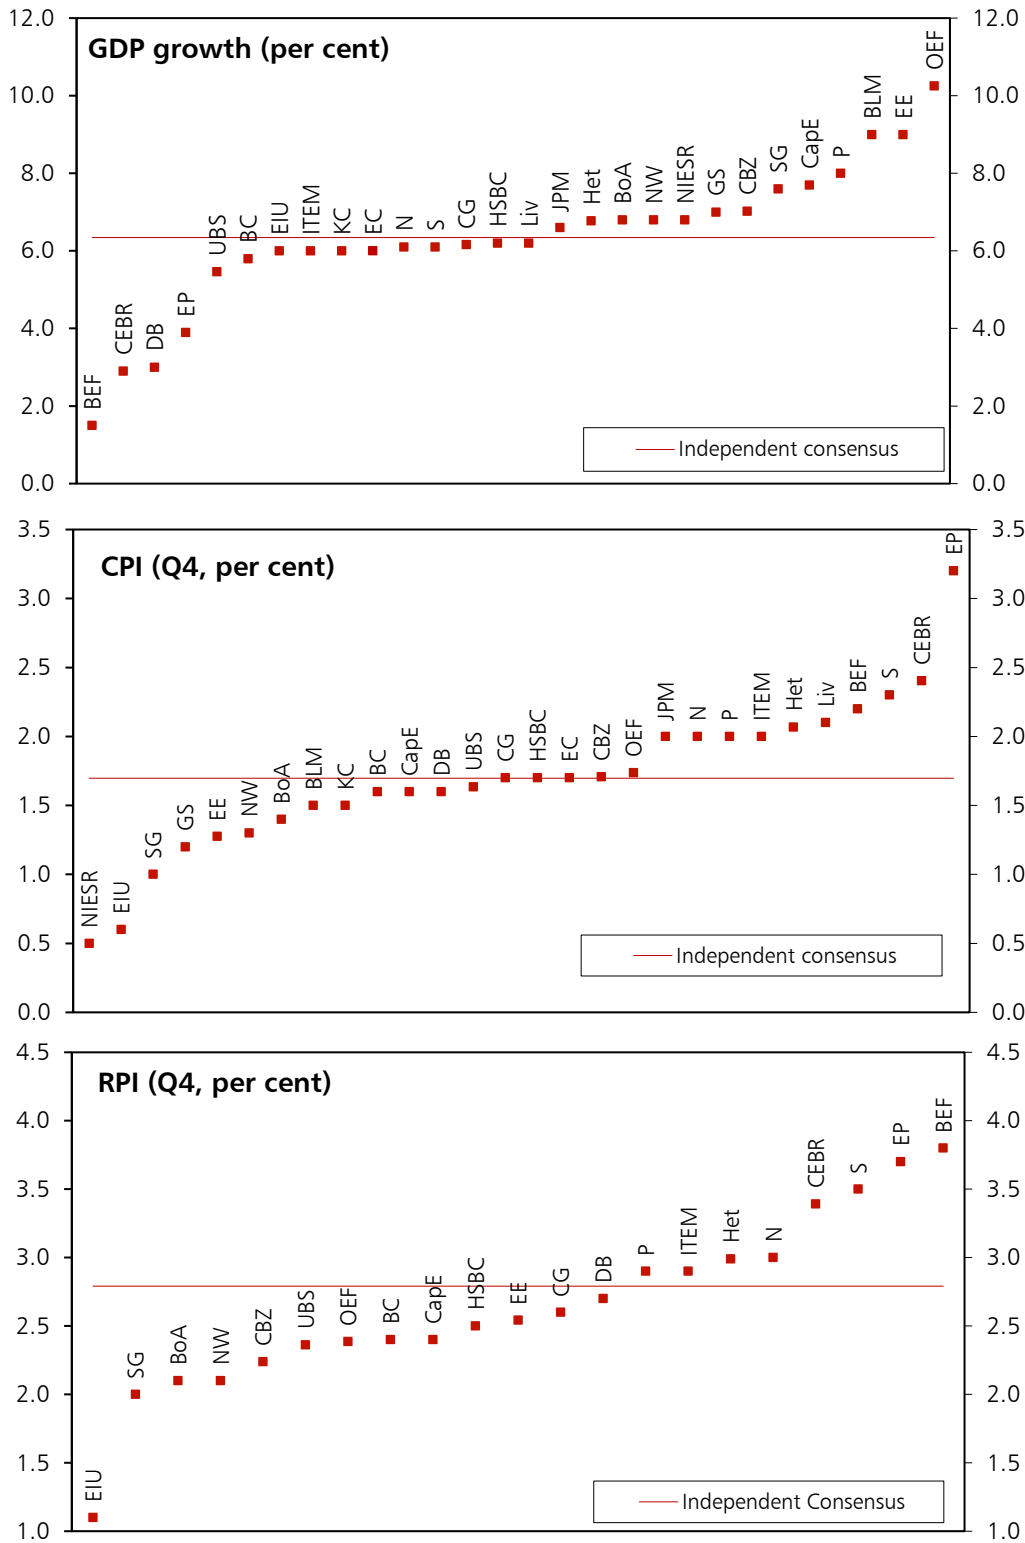 GDP growth (per cent)
12.0 12.0
10.0 10.0
8.0 8.0
6.0 6.0
4.0 4.0
2.0 2.0
0.0 0.0
BEF CEBR DB EP UBS BC EIU ITEM KC EC N S CG HSBC Liv JPM Het BoA NW NIESR GS CBZ SG CapE P BLM EE OEF
Independent consensus
CPI (Q4, per cent)
3.5 3.5
3.0 3.0
2.5 2.5
2.0 2.0
1.5 1.5
1.0 1.0
0.5 0.5
0.0 0.0
NIESR EIU SG GS EE NW BoA BLM KC BC CapE DB UBS CG HSBC EC CBZ OEF JPM N P ITEM Het Liv BEF S CEBR EP
Independent consensus
RPI (Q4, per cent)
4.5 4.5
4.0 4.0
3.5 3.5
3.0 3.0
2.5 2.5
2.0 2.0
1.5 1.5
1.0 1.0
EIU SG BoA NW CBZ UBS OEF BC CapE HSBC EE CG DB P ITEM Het N CEBR S EP BEF
Independent Consensus